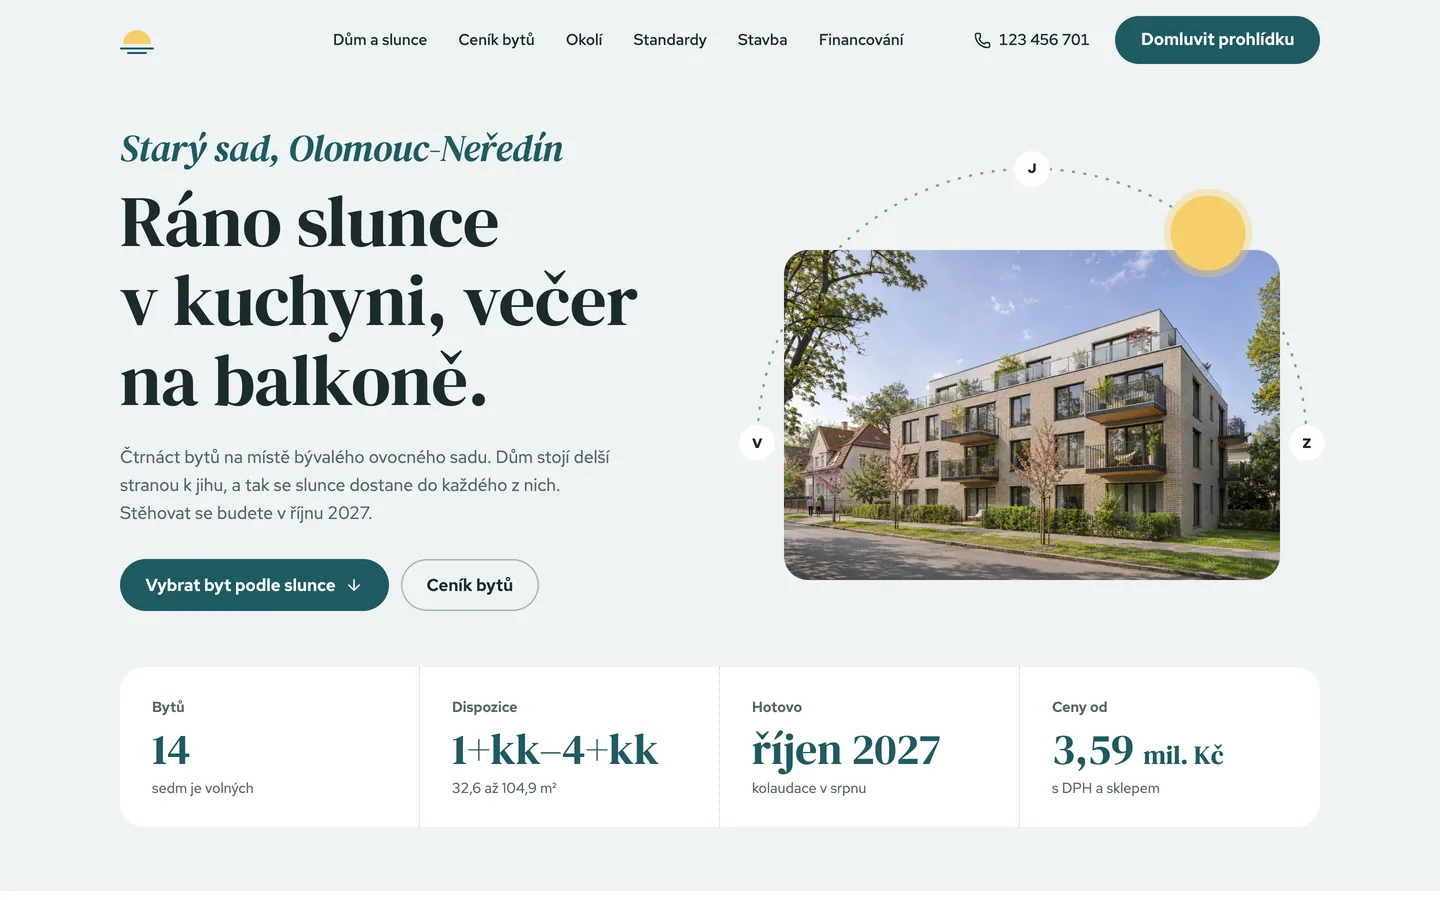 Dům a slunce
Ceník bytů
Okolí
Standardy
Stavba
Financování
123 456 701
Domluvit prohlídku
Starý sad, Olomouc-Neředín
Ráno slunce
v kuchyni, večer
na balkoně.
Čtrnáct bytů na místě bývalého ovocného sadu. Dům stojí delší
stranou k jihu, a tak se slunce dostane do každého z nich.
Stěhovat se budete v říjnu 2027.
Vybrat byt podle slunce
Ceník bytů
J
V
Z
Bytů
14
sedm je volných
Dispozice
1+kk–4+kk
32,6 až 104,9 m²
Hotovo
říjen 2027
kolaudace v srpnu
Ceny od
3,59 mil. Kč
s DPH a sklepem